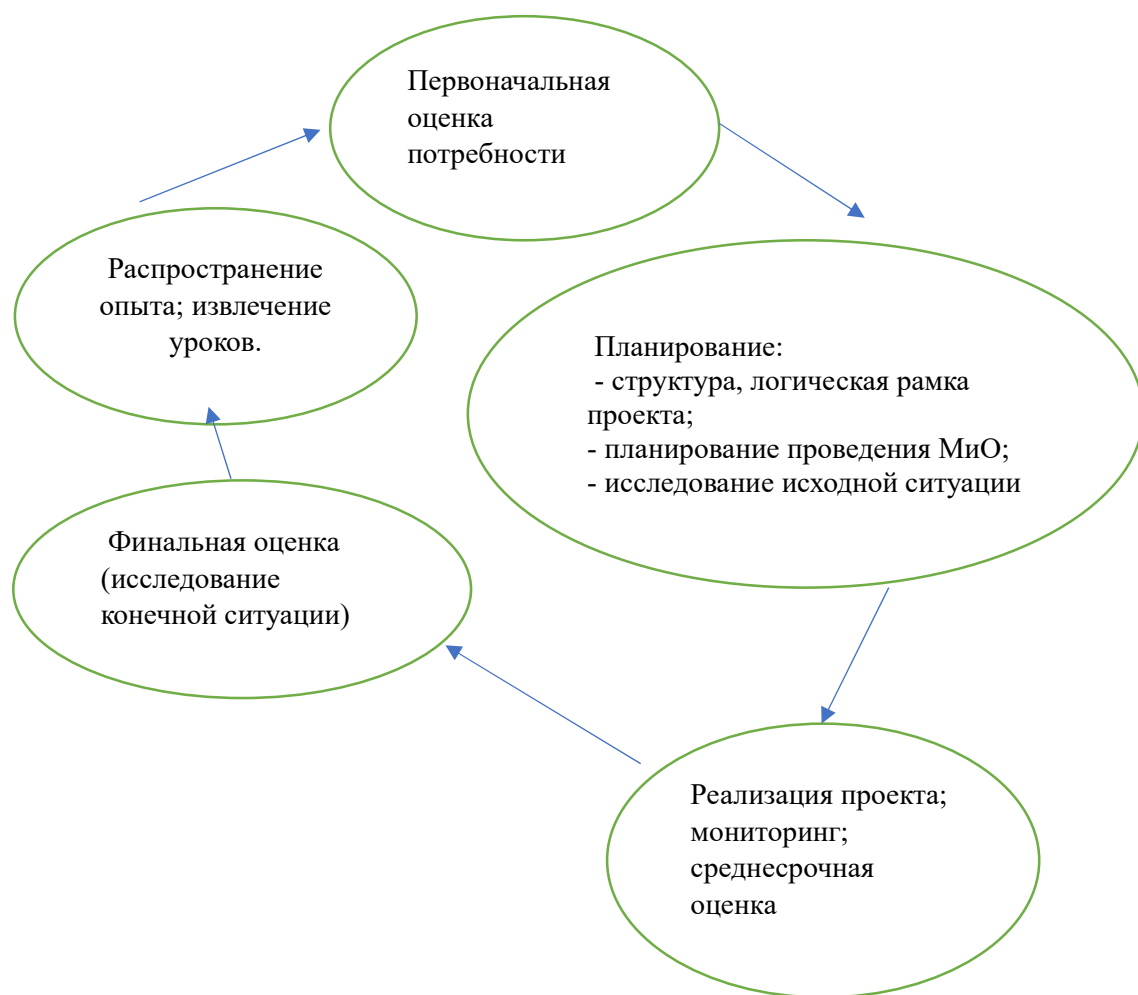 Первоначальная
оценка
потребности
Распространение
опыта; извлечение
уроков.
Планирование:
- структура, логическая рамка
проекта;
- планирование проведения МиО;
- исследование исходной ситуации
Финальная оценка
(исследование
конечной ситуации)
Реализация проекта;
мониторинг;
среднесрочная
оценка